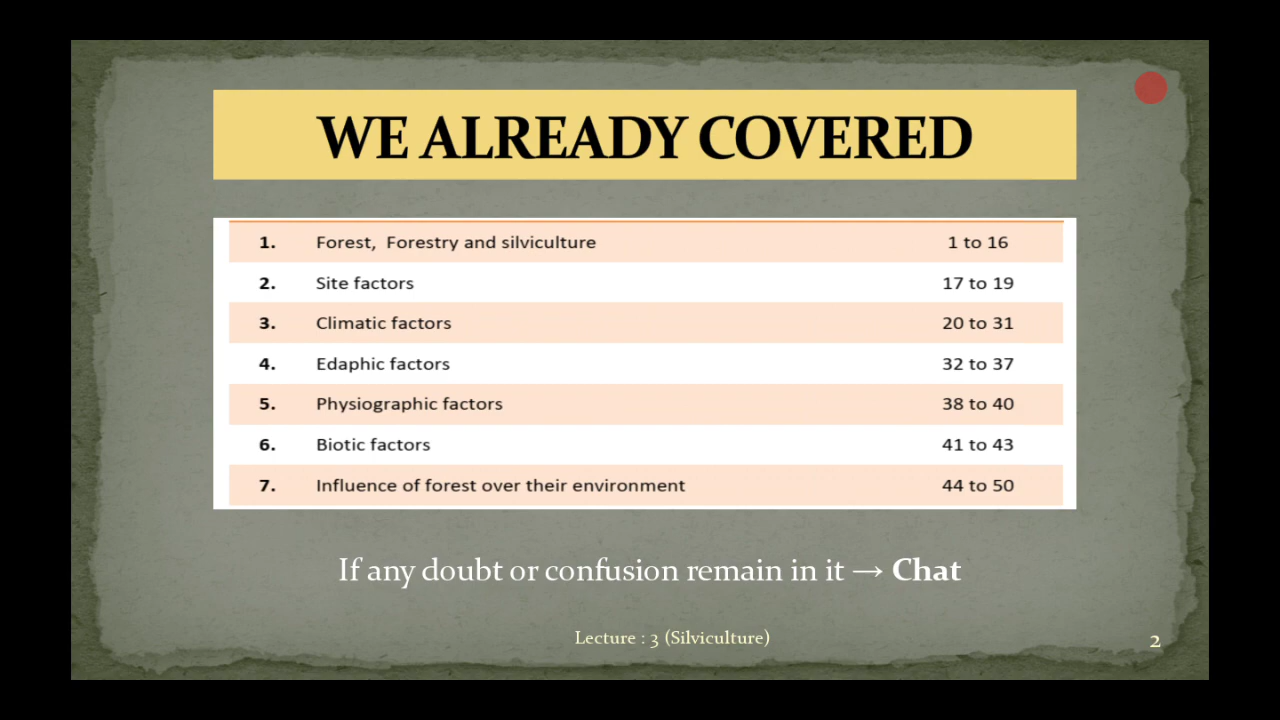 WE ALREADY COVERED
1. Forest, Forestry and silviculture 1 to 16
2. Site factors 17 to 19
3. Climatic factors 20 to 31
4. Edaphic factors 32 to 37
5. Physiographic factors 38 to 40
6. Biotic factors 41 to 43
7. Influence of forest over their environment 44 to 50
If any doubt or confusion remain in it → Chat
Lecture : 3 (Silviculture) 2